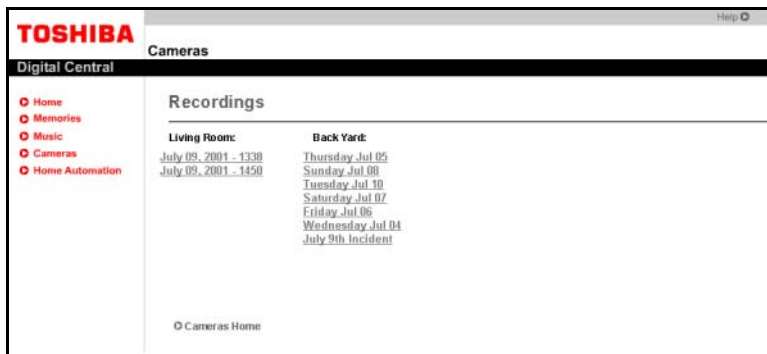 Help
TOSHIBA
Cameras
Digital Central
Home
Memories
Music
Cameras
Home Automation
Recordings
Living Room:
July 09, 2001 - 1338
July 09, 2001 - 1450
Back Yard:
Thursday Jul 05
Sunday Jul 08
Tuesday Jul 10
Saturday Jul 07
Friday Jul 06
Wednesday Jul 04
July 9th Incident
Cameras Home